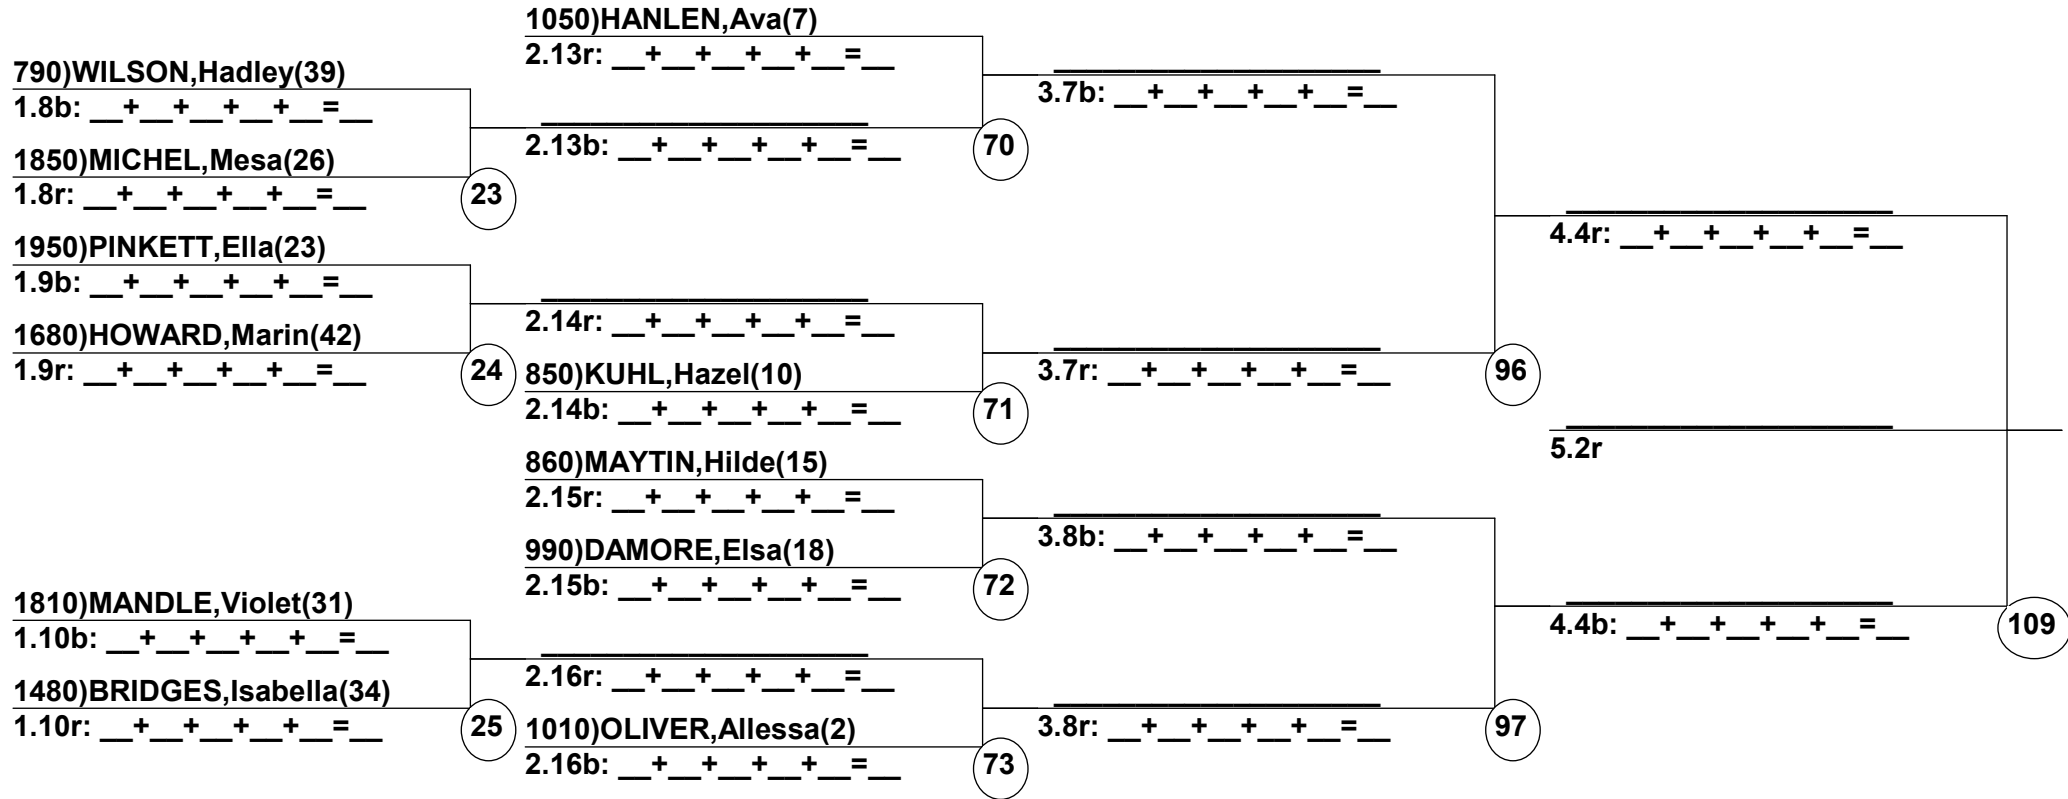 1050)HANLEN,Ava(7)
2.13r: __+__+__+__+__=__
790)WILSON,Hadley(39)
1.8b: __+__+__+__+__=__
____________________
3.7b: __+__+__+__+__=__
____________________
2.13b: __+__+__+__+__=__
70
1850)MICHEL,Mesa(26)
1.8r: __+__+__+__+__=__
23
____________________
4.4r: __+__+__+__+__=__
1950)PINKETT,Ella(23)
1.9b: __+__+__+__+__=__
____________________
2.14r: __+__+__+__+__=__
1680)HOWARD,Marin(42)
1.9r: __+__+__+__+__=__
24
850)KUHL,Hazel(10)
2.14b: __+__+__+__+__=__
71
____________________
3.7r: __+__+__+__+__=__
96
____________________
5.2r
860)MAYTIN,Hilde(15)
2.15r: __+__+__+__+__=__
____________________
3.8b: __+__+__+__+__=__
990)DAMORE,Elsa(18)
2.15b: __+__+__+__+__=__
72
1810)MANDLE,Violet(31)
1.10b: __+__+__+__+__=__
____________________
4.4b: __+__+__+__+__=__
109
____________________
2.16r: __+__+__+__+__=__
1480)BRIDGES,Isabella(34)
1.10r: __+__+__+__+__=__
25
1010)OLIVER,Allessa(2)
2.16b: __+__+__+__+__=__
73
____________________
3.8r: __+__+__+__+__=__
97